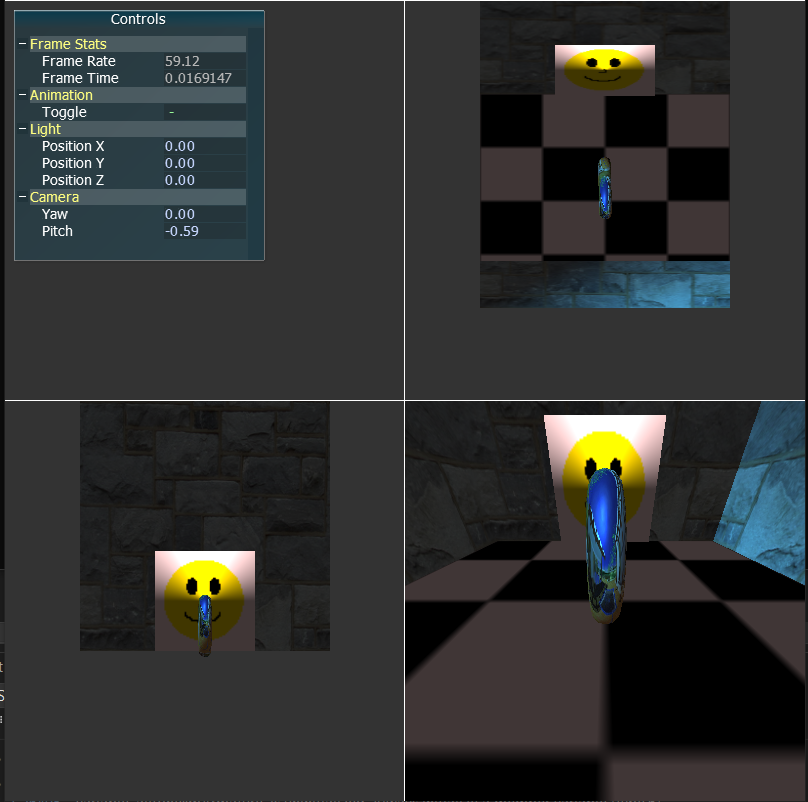 Controls
− Frame Stats
Frame Rate 59.12
Frame Time 0.0169147
− Animation
Toggle -
− Light
Position X 0.00
Position Y 0.00
Position Z 0.00
− Camera
Yaw 0.00
Pitch -0.59